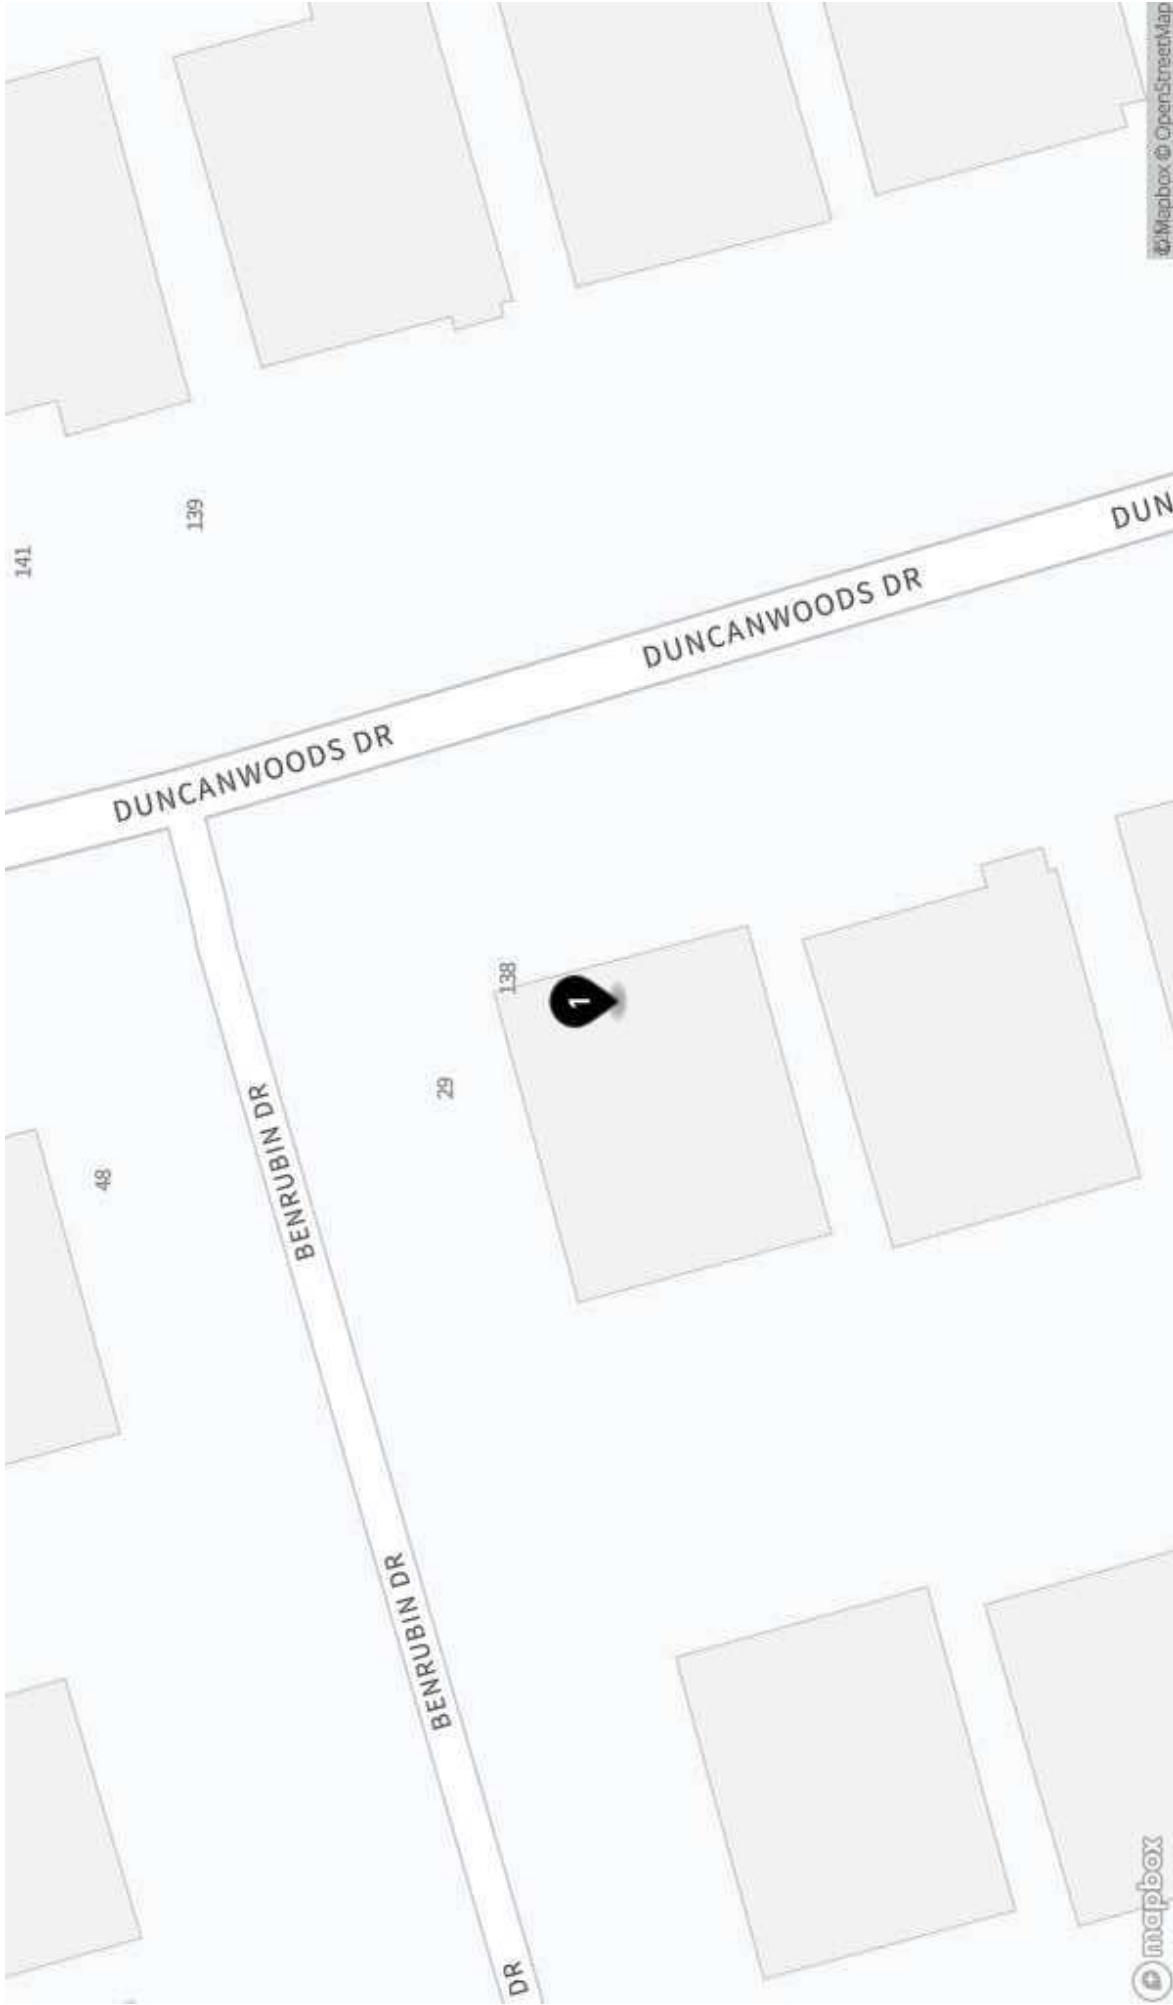 141
139
DUNCANWOODS DR
DUNCANWOODS DR
DUN
48
BENRUBIN DR
29
138
1
BENRUBIN DR
DR
mapbox
© Mapbox © OpenStreetMap